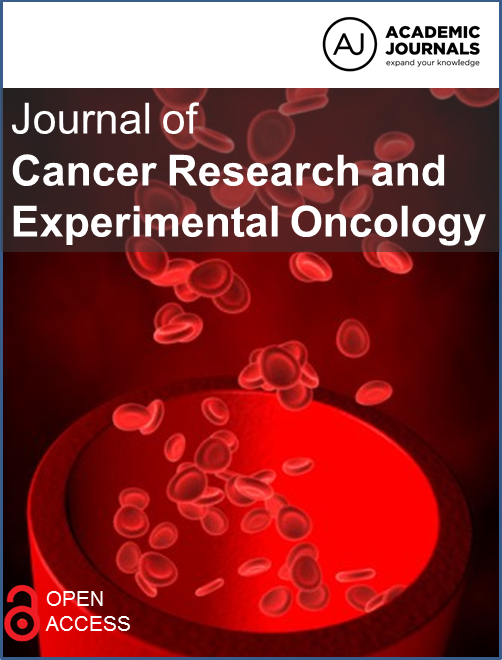 AJ
ACADEMIC
JOURNALS
expand your knowledge
Journal of
Cancer Research and
Experimental Oncology
OPEN
ACCESS